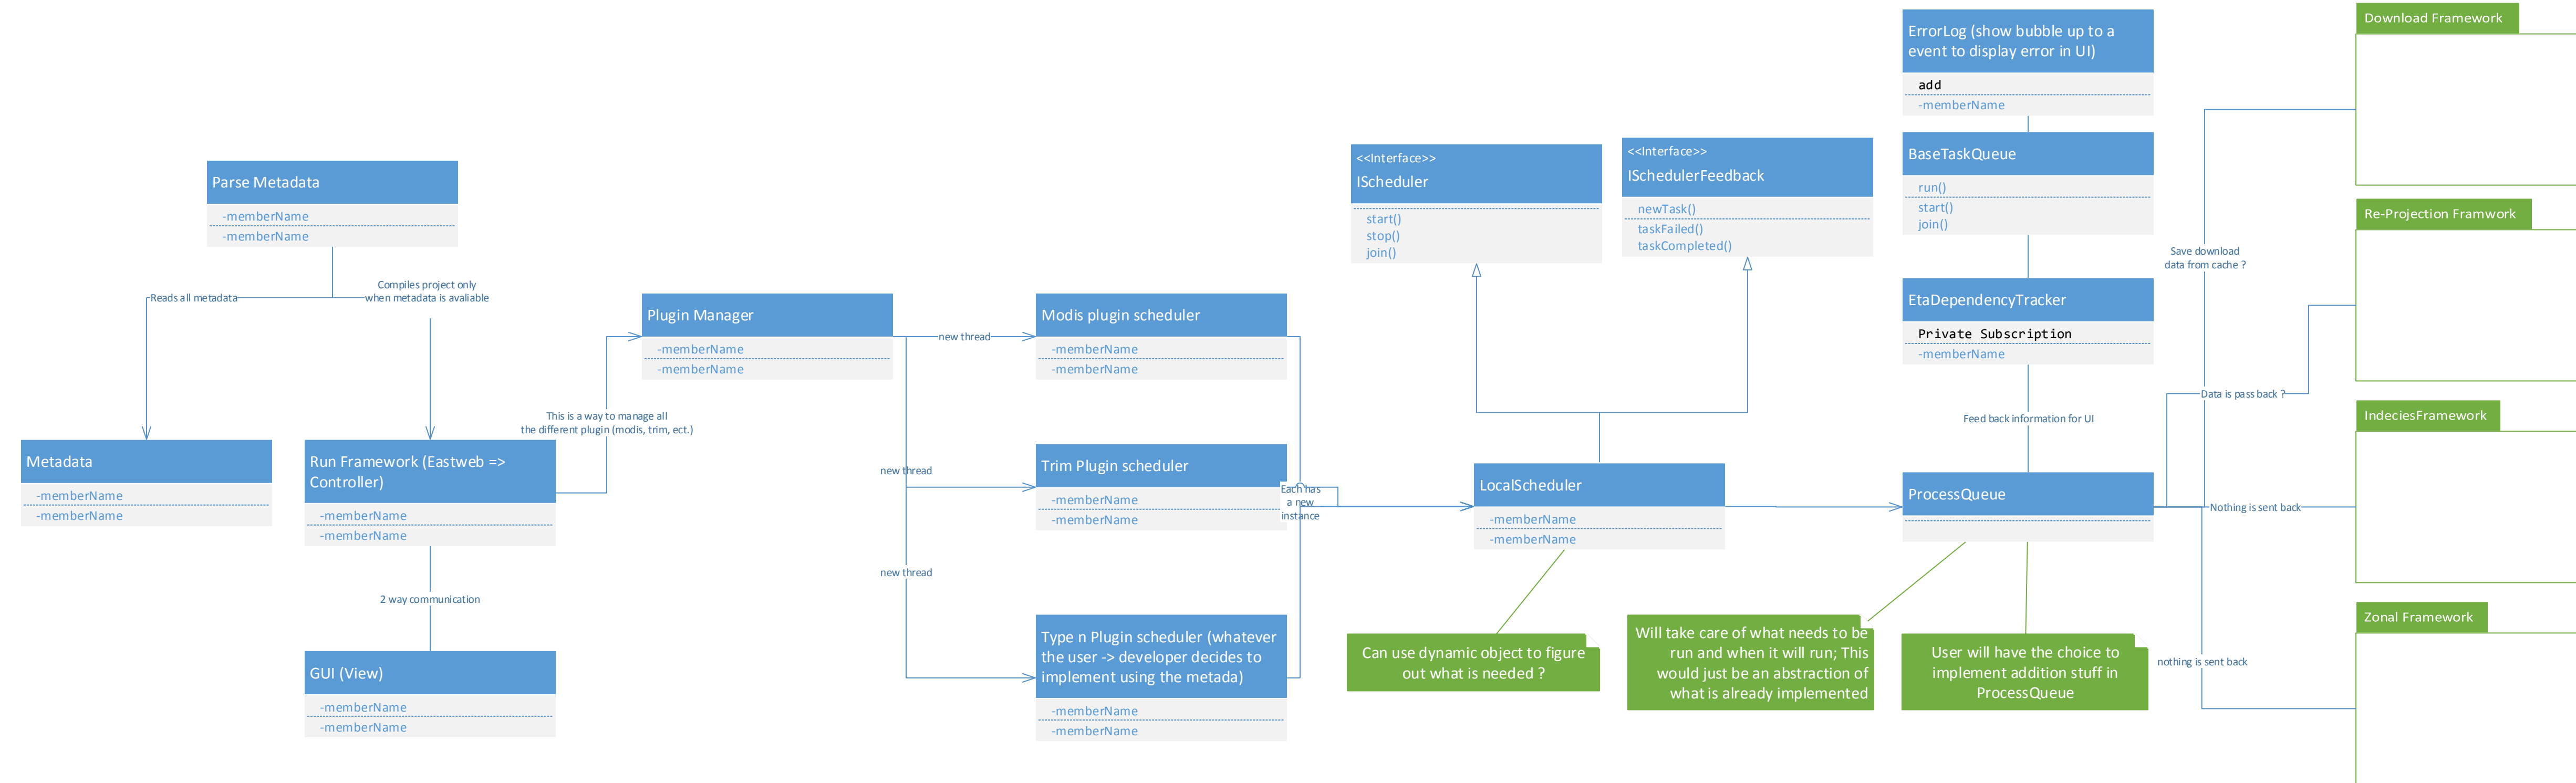 Parse Metadata
-memberName
-memberName
Reads all metadata
Compiles project only
when metadata is avaliable
Metadata
-memberName
-memberName
Run Framework (Eastweb =>
Controller)
-memberName
-memberName
2 way communication
GUI (View)
-memberName
-memberName
This is a way to manage all
the different plugin (modis, trim, ect.)
Plugin Manager
-memberName
-memberName
new thread
new thread
new thread
Modis plugin scheduler
-memberName
-memberName
Trim Plugin scheduler
-memberName
-memberName
Type n Plugin scheduler (whatever
the user -> developer decides to
implement using the metada)
-memberName
-memberName
Each has
a new
instance
<<Interface>>
IScheduler
start()
stop()
join()
<<Interface>>
ISchedulerFeedback
newTask()
taskFailed()
taskCompleted()
LocalScheduler
-memberName
-memberName
Can use dynamic object to figure
out what is needed ?
Will take care of what needs to be
run and when it will run; This
would just be an abstraction of
what is already implemented
User will have the choice to
implement addition stuff in
ProcessQueue
ErrorLog (show bubble up to a
event to display error in UI)
add
-memberName
BaseTaskQueue
run()
start()
join()
EtaDependencyTracker
Private Subscription
-memberName
Feed back information for UI
ProcessQueue
Save download
data from cache ?
Data is pass back ?
Nothing is sent back
nothing is sent back
Download Framework
Re-Projection Framwork
IndeciesFramework
Zonal Framework